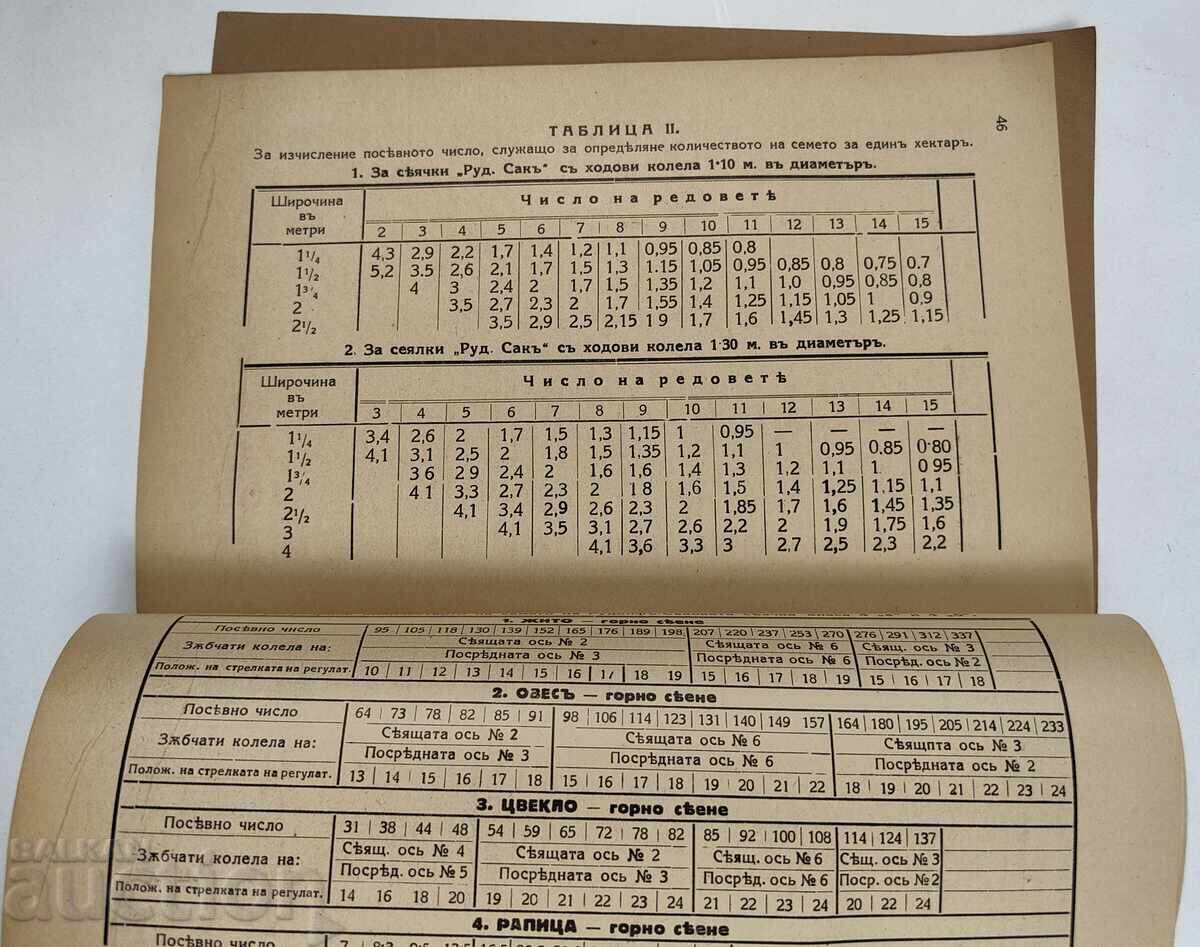 46
ТАБЛИЦА II.
За изчисление посѣвното число, служащо за опредѣляне количеството на семето за единъ хектаръ.
1. За сѣячки „Руд. Сакъ" съ ходови колела 1·10 м. въ диаметъръ.
Широчина въ метри | Число на редоветѣ
2 | 3 | 4 | 5 | 6 | 7 | 8 | 9 | 10 | 11 | 12 | 13 | 14 | 15
1¹/₄ 4,3 2,9 2,2 1,7 1,4 1,2 1,1 0,95 0,85 0,8
1¹/₂ 5,2 3.5 2,6 2,1 1,7 1,5 1,3 1.15 1,05 0,95 0,85 0,8 0,75 0.7
1³/₄ 4 3 2,4 2 1,7 1,5 1,35 1,2 1,1 1,0 0,95 0,85 0,8
2 3,5 2,7 2,3 2 1,7 1,55 1,4 1,25 1,15 1,05 1 0,9
2¹/₂ 3,5 2,9 2,5 2,15 1 9 1,7 1,6 1,45 1,3 1,25 1,15
2. За сеялки „Руд. Сакъ" съ ходови колела 1·30 м. въ диаметъръ.
Широчина въ метри | Число на редоветѣ
3 | 4 | 5 | 6 | 7 | 8 | 9 | 10 | 11 | 12 | 13 | 14 | 15
1¹/₄ 3,4 2,6 2 1,7 1,5 1,3 1,15 1 0,95 — — — —
1¹/₂ 4,1 3,1 2,5 2 1,8 1,5 1,35 1,2 1,1 1 0,95 0.85 0·80
1³/₄ 3 6 2 9 2,4 2 1,6 1,6 1,4 1,3 1,2 1,1 1 0 95
2 4 1 3,3 2,7 2,3 2 1 8 1,6 1,5 1,4 1,25 1,15 1,1
2¹/₂ 4,1 3,4 2,9 2,6 2,3 2 1,85 1,7 1,6 1,45 1,35
3 4,1 3,5 3,1 2,7 2,6 2,2 2 1,9 1,75 1,6
4 4,1 3,6 3,3 3 2,7 2,5 2,3 2,2
1. ЖИТО — горно сѣене
Посѣвно число 95 | 105 | 118 | 130 | 139 | 152 | 165 | 176 | 189 | 198 | 207 | 220 | 237 | 253 | 270 | 276 | 291 | 312 | 337
Зѫбчати колела на: Сѣящата ось № 2 | Сѣящата ось № 6 | Сѣящ. ось № 3
Посрѣдната ось № 3 | Посрѣдната ось № 6 | Посрѣд. ось № 2
Полож. на стрелката на регулат. 10 | 11 | 12 | 13 | 14 | 15 | 16 | 17 | 18 19 | 15 | 16 | 17 | 18 | 19 | 15 | 16 | 17 | 18
2. ОЗЕСЪ — горно сѣене
Посѣвно число 64 | 73 | 78 | 82 | 85 | 91 | 98 | 106 | 114 | 123 | 131 | 140 | 149 157 | 164 | 180 | 195 | 205 | 214 | 224 | 233
Зѫбчати колела на: Сѣящата ось № 2 | Сѣящата ось № 6 | Сѣящпта ось № 3
Посрѣдната ось № 3 | Посрѣдната ось № 6 | Посрѣдната ось № 2
Полож. на стрелката на регулат. 13 | 14 | 15 | 16 | 17 | 18 | 15 | 16 | 17 | 18 | 19 | 20 | 21 | 22 | 18 | 19 | 20 | 21 | 22 | 23 | 24
3. ЦВЕКЛО — горно сѣене
Посѣвно число 31 | 38 | 44 | 48 | 54 | 59 | 65 | 72 | 78 | 82 | 85 | 92 | 100 | 108 | 114 | 124 | 137
Зѫбчати колела на: Сѣящ. ось № 4 | Сѣящата ось № 2 | Сѣящ. ось № 6 | Сѣщ. ось № 3
Посрѣд. ось № 5 | Посрѣдната ось № 3 | Посрѣд. ось № 6 | Поср. ось № 2
Полож. на стрелката на регулат. 14 16 18 | 20 | 19 | 20 | 21 | 22 | 23 | 24 | 21 | 22 | 23 | 24 | 20 | 22 | 24
4. РАПИЦА — горно сѣене
Посѣвно число
БАЛКАН
auction